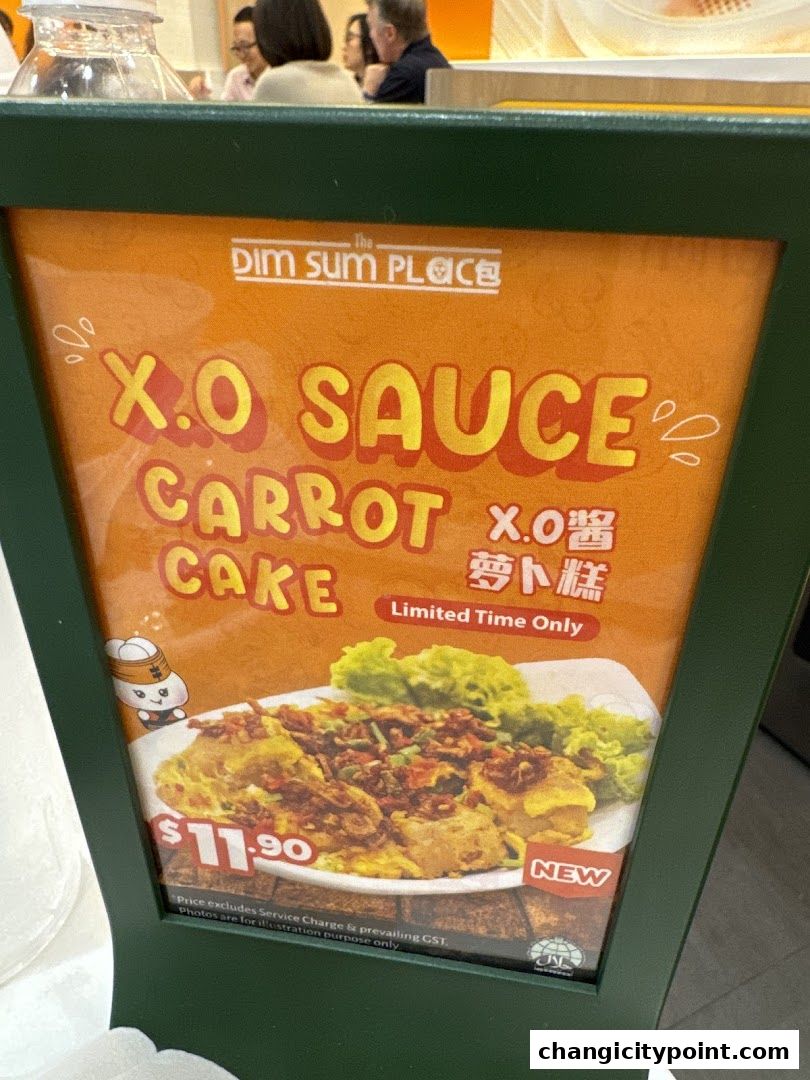 The
DIM SUM PLAC包
X.O SAUCE
CARROT
CAKE
X.O酱
萝卜糕
Limited Time Only
$11.90
NEW
*Price excludes Service Charge & prevailing GST.
Photos are for illustration purpose only.
changicitypoint.com